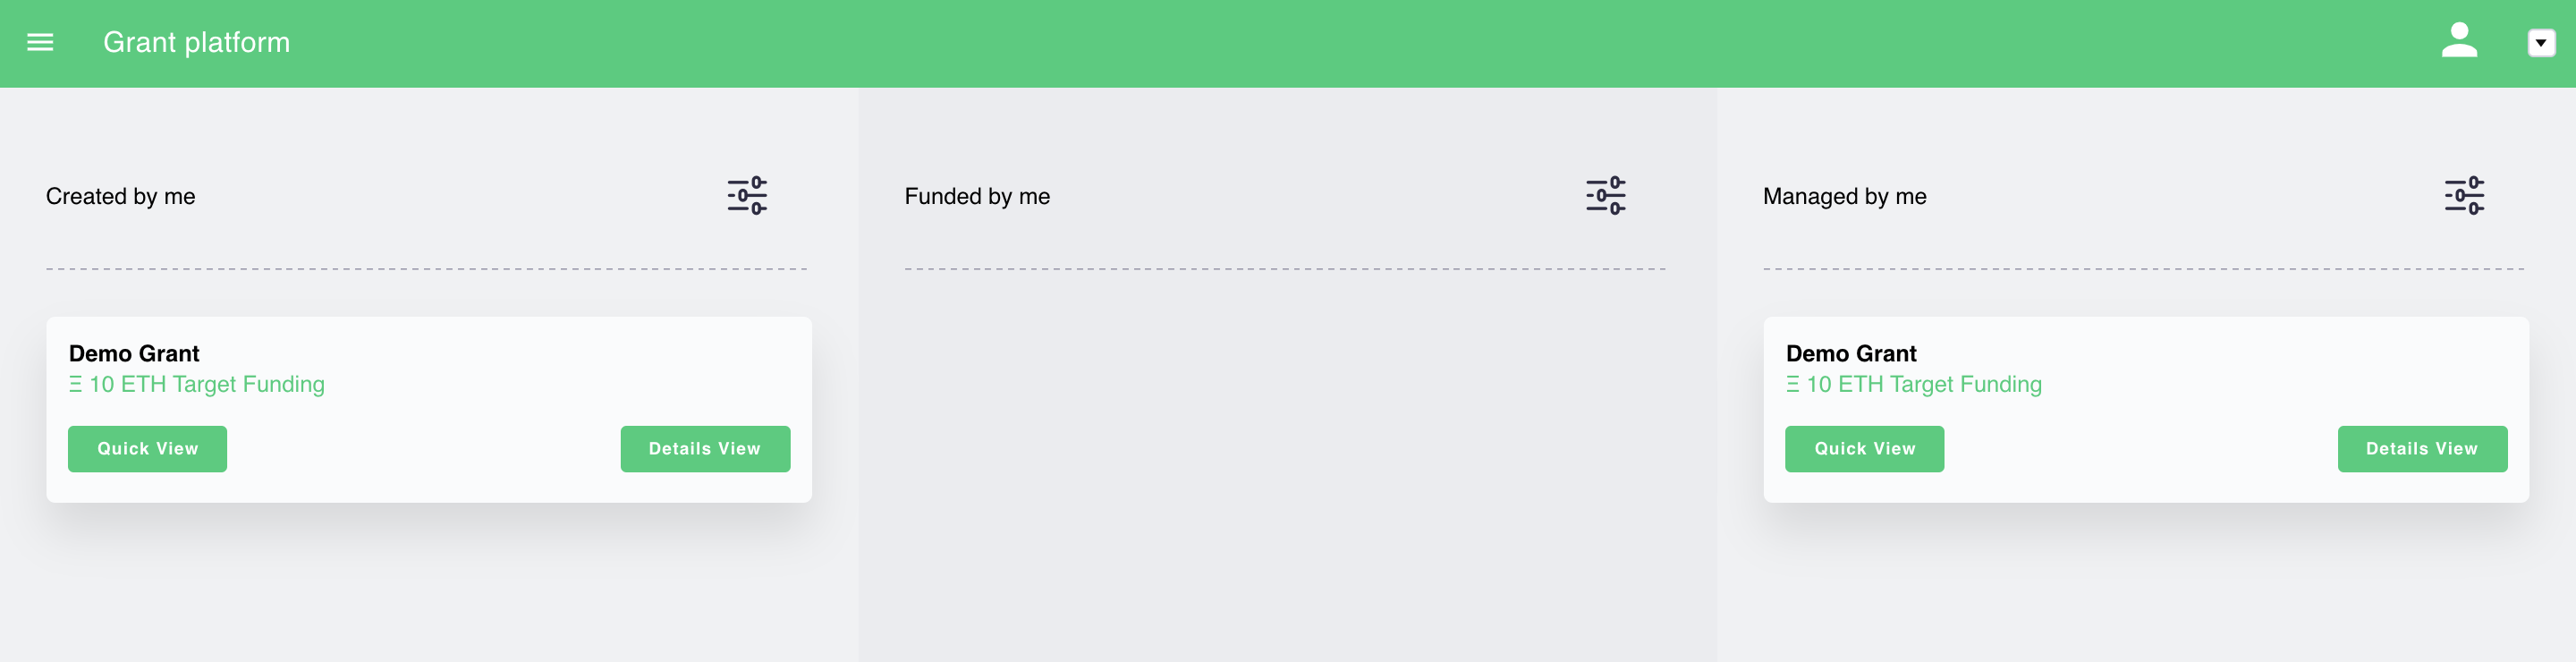 Grant platform
Created by me
Demo Grant
Ξ 10 ETH Target Funding
Quick View
Details View
Funded by me
Managed by me
Demo Grant
Ξ 10 ETH Target Funding
Quick View
Details View